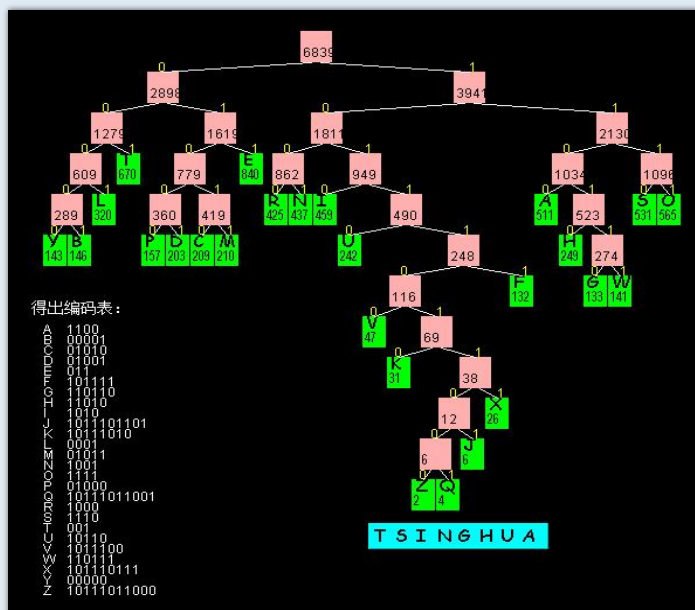 6839
0 1
2898 3941
0 1 0 1
1279 1619 1811 2130
0 1 0 1 0 1 0 1
609 T 670 779 E 840 862 949 1034 1096
0 1 0 1 0 1 0 1 0 1 0 1
289 L 320 360 419 R 425 N 437 I 459 490 A 511 523 S 531 O 565
0 1 0 1 0 1 0 1 0 1
Y 143 B 146 P 157 D 203 C 209 M 210 U 242 248 H 249 274
0 1 0 1
116 F 132 G 133 W 141
0 1
V 47 69
0 1
K 31 38
0 1
12 X 26
0 1
6 J 6
0 1
Z 2 Q 4
TSINGHUA
得出编码表：
A 1100
B 00001
C 01010
D 01001
E 011
F 101111
G 110110
H 11010
I 1010
J 1011101101
K 10111010
L 0001
M 01011
N 1001
O 1111
P 01000
Q 10111011001
R 1000
S 1110
T 001
U 10110
V 1011100
W 110111
X 101110111
Y 00000
Z 10111011000